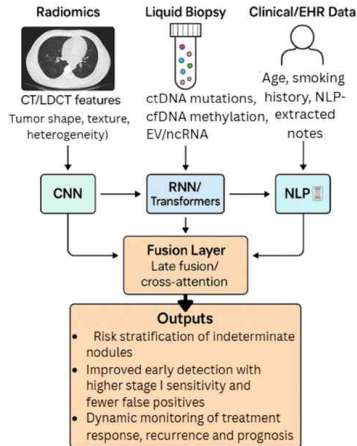 Radiomics
CT/LDCT features
Tumor shape, texture,
heterogeneity)
Liquid Biopsy
ctDNA mutations,
cfDNA methylation,
EV/ncRNA
Clinical/EHR Data
Age, smoking
history, NLP-
extracted
notes
CNN
RNN/
Transformers
NLP
Fusion Layer
Late fusion/
cross-attention
Outputs
• Risk stratification of indeterminate
nodules
• Improved early detection with
higher stage I sensitivity and
fewer false positives
• Dynamic monitoring of treatment
response, recurrence and prognosis